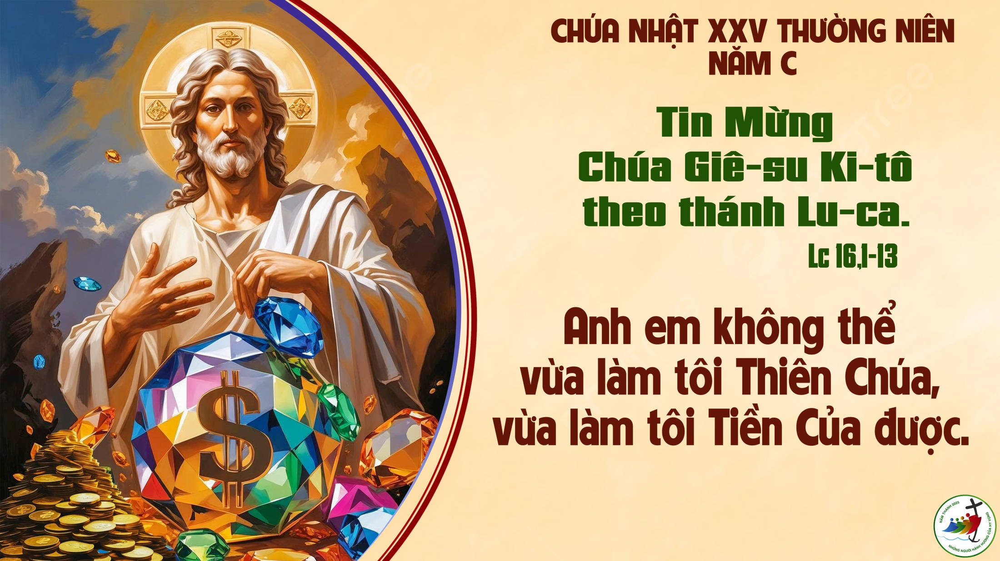 CHÚA NHẬT XXV THƯỜNG NIÊN
NĂM C
Tin Mừng
Chúa Giê-su Ki-tô
theo thánh Lu-ca.
Lc 16,1-13
Anh em không thể
vừa làm tôi Thiên Chúa,
vừa làm tôi Tiền Của được.
$
NĂM THÁNH 2025
NHỮNG NGƯỜI HÀNH HƯƠNG CỦA HY VỌNG